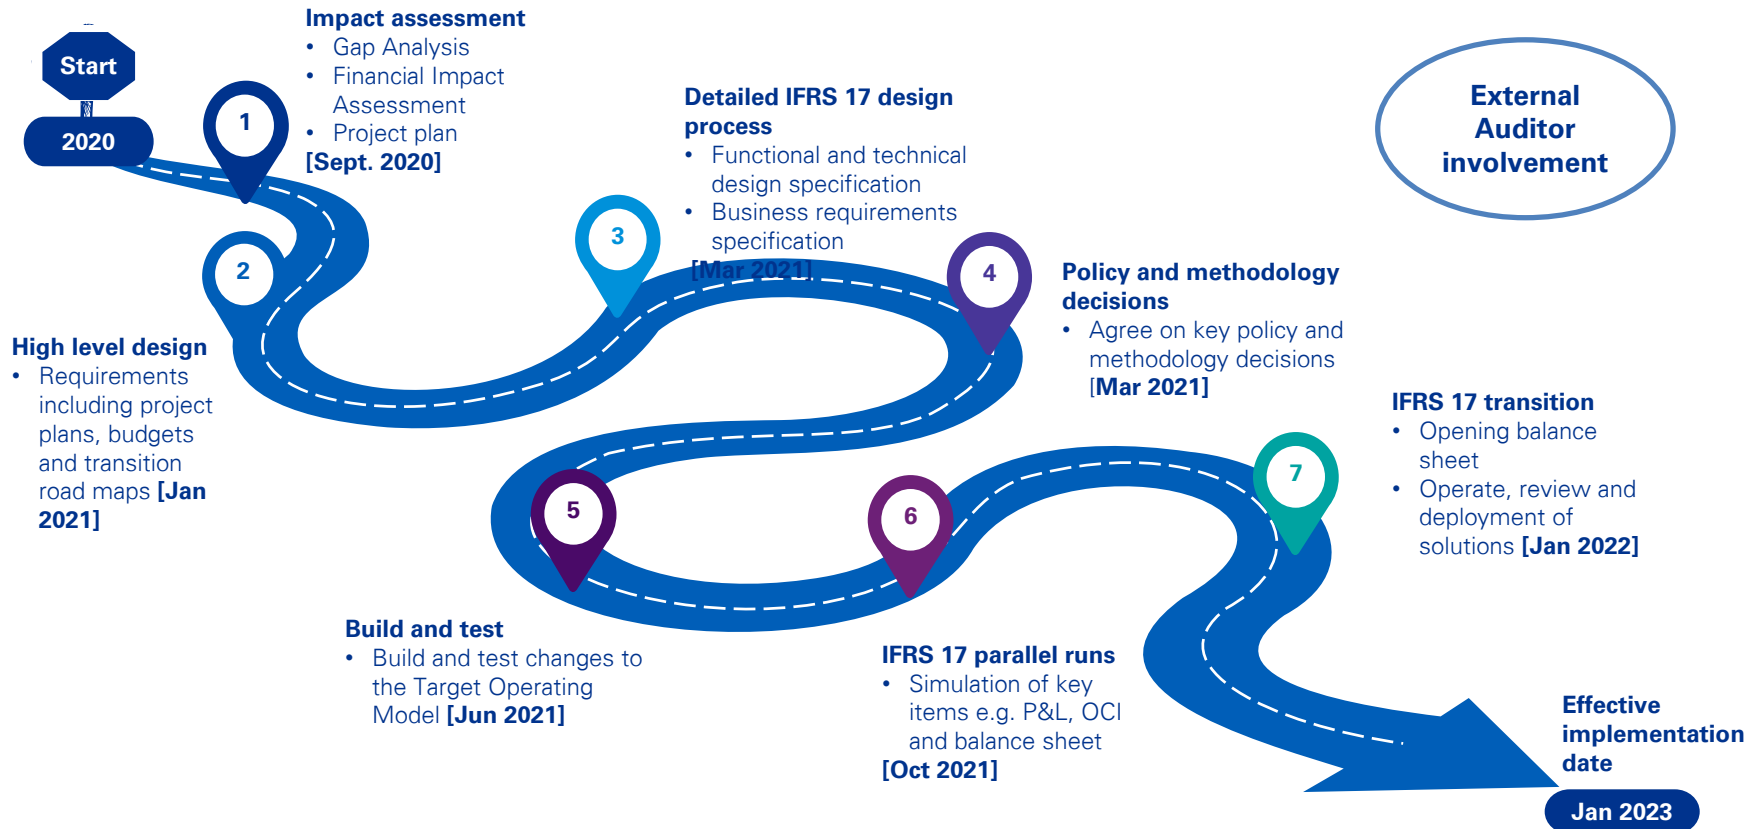 Start
2020
1
Impact assessment
• Gap Analysis
• Financial Impact
Assessment
• Project plan
[Sept. 2020]
2
High level design
• Requirements
including project
plans, budgets
and transition
road maps [Jan
2021]
3
Detailed IFRS 17 design
process
• Functional and technical
design specification
• Business requirements
specification
[Mar 2021]
4
Policy and methodology
decisions
• Agree on key policy and
methodology decisions
[Mar 2021]
External
Auditor
involvement
5
Build and test
• Build and test changes to
the Target Operating
Model [Jun 2021]
6
IFRS 17 parallel runs
• Simulation of key
items e.g. P&L, OCI
and balance sheet
[Oct 2021]
7
IFRS 17 transition
• Opening balance
sheet
• Operate, review and
deployment of
solutions [Jan 2022]
Effective
implementation
date
Jan 2023